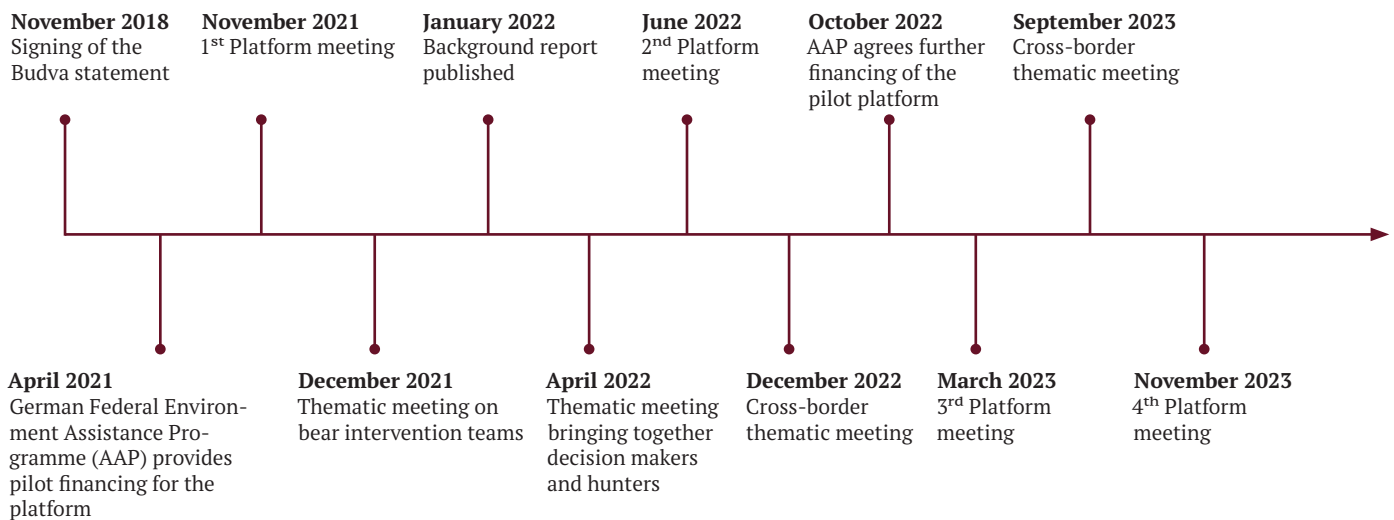 November 2018
Signing of the
Budva statement
November 2021
1st Platform meeting
January 2022
Background report
published
June 2022
2nd Platform
meeting
October 2022
AAP agrees further
financing of the
pilot platform
September 2023
Cross-border
thematic meeting
April 2021
German Federal Environ-
ment Assistance Pro-
gramme (AAP) provides
pilot financing for the
platform
December 2021
Thematic meeting on
bear intervention teams
April 2022
Thematic meeting
bringing together
decision makers
and hunters
December 2022
Cross-border
thematic meeting
March 2023
3rd Platform
meeting
November 2023
4th Platform
meeting